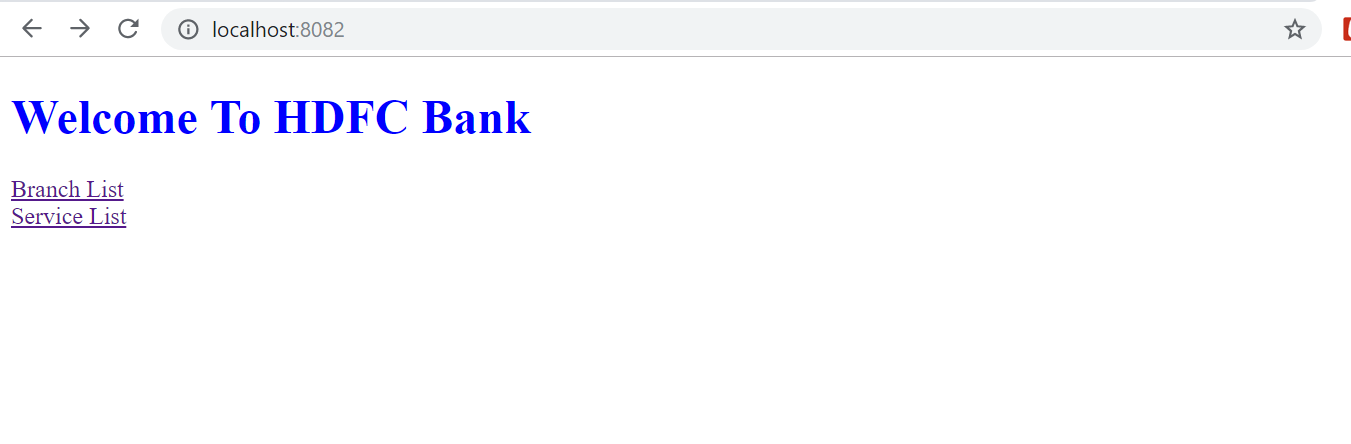 localhost:8082
Welcome To HDFC Bank
Branch List
Service List